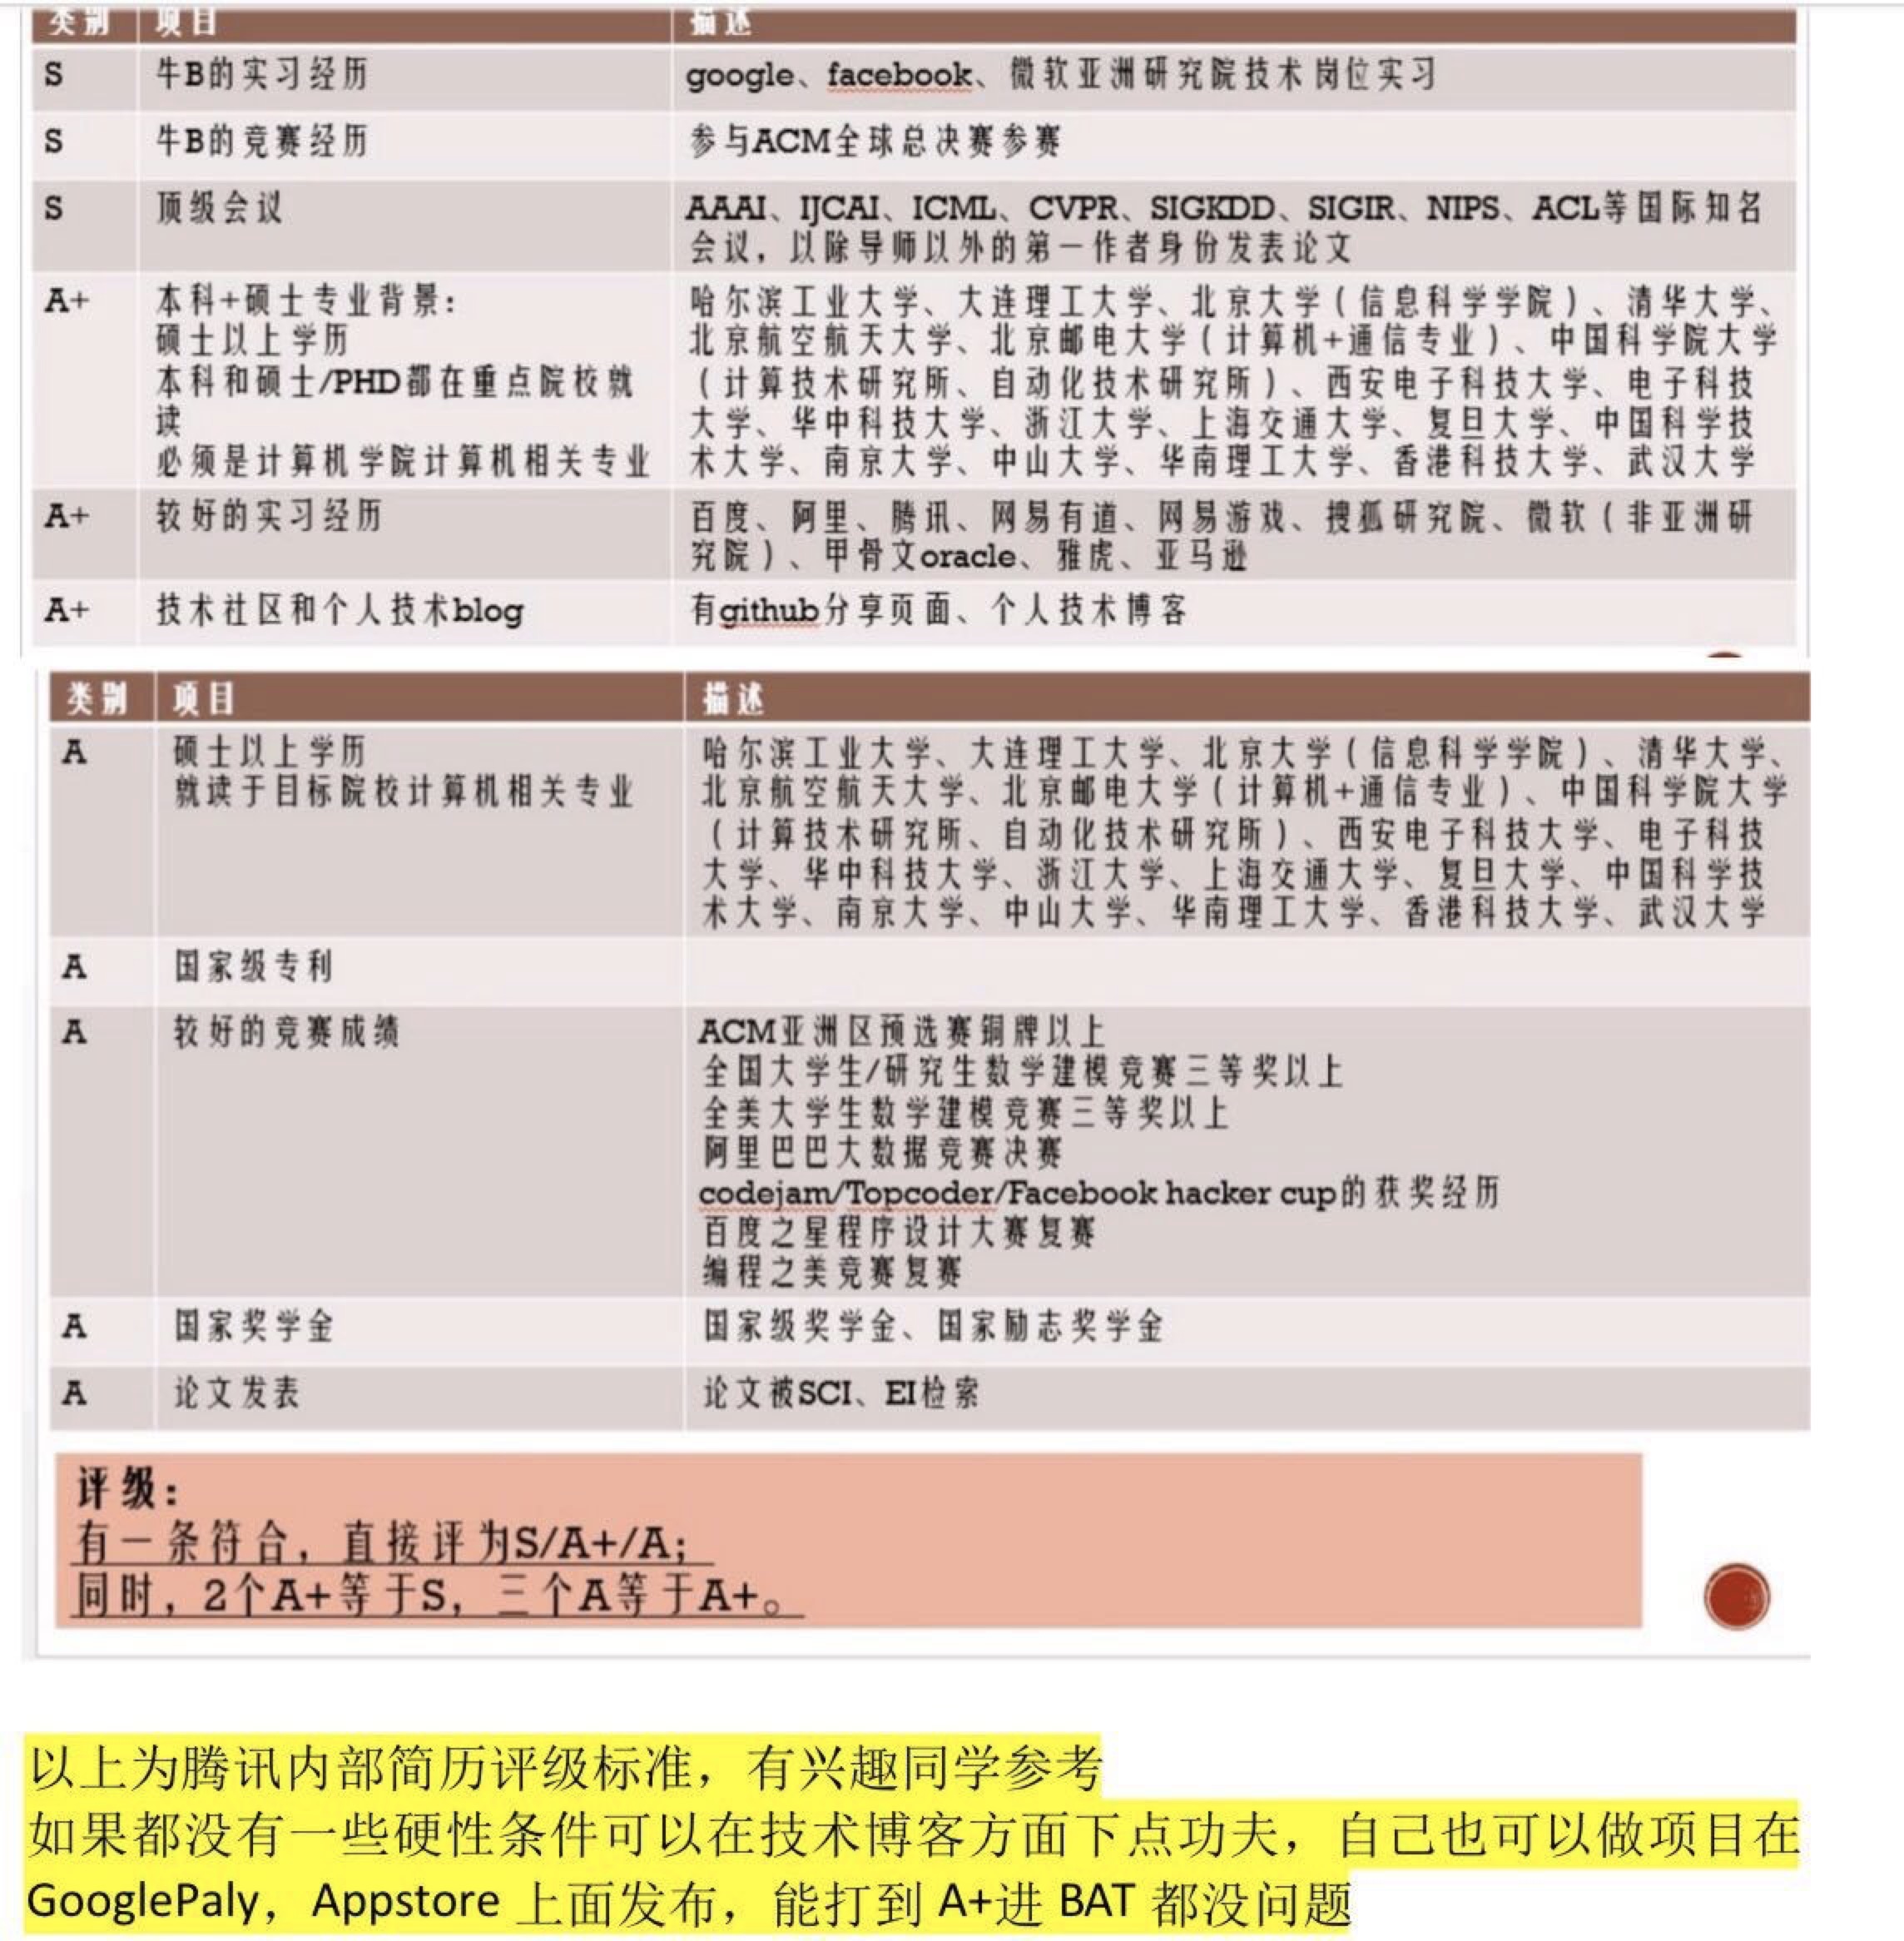 类别 项目 描述
S 牛B的实习经历 google、facebook、微软亚洲研究院技术岗位实习
S 牛B的竞赛经历 参与ACM全球总决赛参赛
S 顶级会议 AAAI、IJCAI、ICML、CVPR、SIGKDD、SIGIR、NIPS、ACL等国际知名
会议，以除导师以外的第一作者身份发表论文
A+ 本科+硕士专业背景：
硕士以上学历
本科和硕士/PHD都在重点院校就
读
必须是计算机学院计算机相关专业
哈尔滨工业大学、大连理工大学、北京大学（信息科学学院）、清华大学、
北京航空航天大学、北京邮电大学（计算机+通信专业）、中国科学院大学
（计算技术研究所、自动化技术研究所）、西安电子科技大学、电子科技
大学、华中科技大学、浙江大学、上海交通大学、复旦大学、中国科学技
术大学、南京大学、中山大学、华南理工大学、香港科技大学、武汉大学
A+ 较好的实习经历 百度、阿里、腾讯、网易有道、网易游戏、搜狐研究院、微软（非亚洲研
究院）、甲骨文oracle、雅虎、亚马逊
A+ 技术社区和个人技术blog 有github分享页面、个人技术博客
类别 项目 描述
A 硕士以上学历
就读于目标院校计算机相关专业
哈尔滨工业大学、大连理工大学、北京大学（信息科学学院）、清华大学、
北京航空航天大学、北京邮电大学（计算机+通信专业）、中国科学院大学
（计算技术研究所、自动化技术研究所）、西安电子科技大学、电子科技
大学、华中科技大学、浙江大学、上海交通大学、复旦大学、中国科学技
术大学、南京大学、中山大学、华南理工大学、香港科技大学、武汉大学
A 国家级专利
A 较好的竞赛成绩 ACM亚洲区预选赛铜牌以上
全国大学生/研究生数学建模竞赛三等奖以上
全美大学生数学建模竞赛三等奖以上
阿里巴巴大数据竞赛决赛
codejam/Topcoder/Facebook hacker cup的获奖经历
百度之星程序设计大赛复赛
编程之美竞赛复赛
A 国家奖学金 国家级奖学金、国家励志奖学金
A 论文发表 论文被SCI、EI检索
评级：
有一条符合，直接评为S/A+/A；
同时，2个A+等于S，三个A等于A+。
以上为腾讯内部简历评级标准，有兴趣同学参考
如果都没有一些硬性条件可以在技术博客方面下点功夫，自己也可以做项目在
GooglePaly，Appstore 上面发布，能打到 A+进 BAT 都没问题